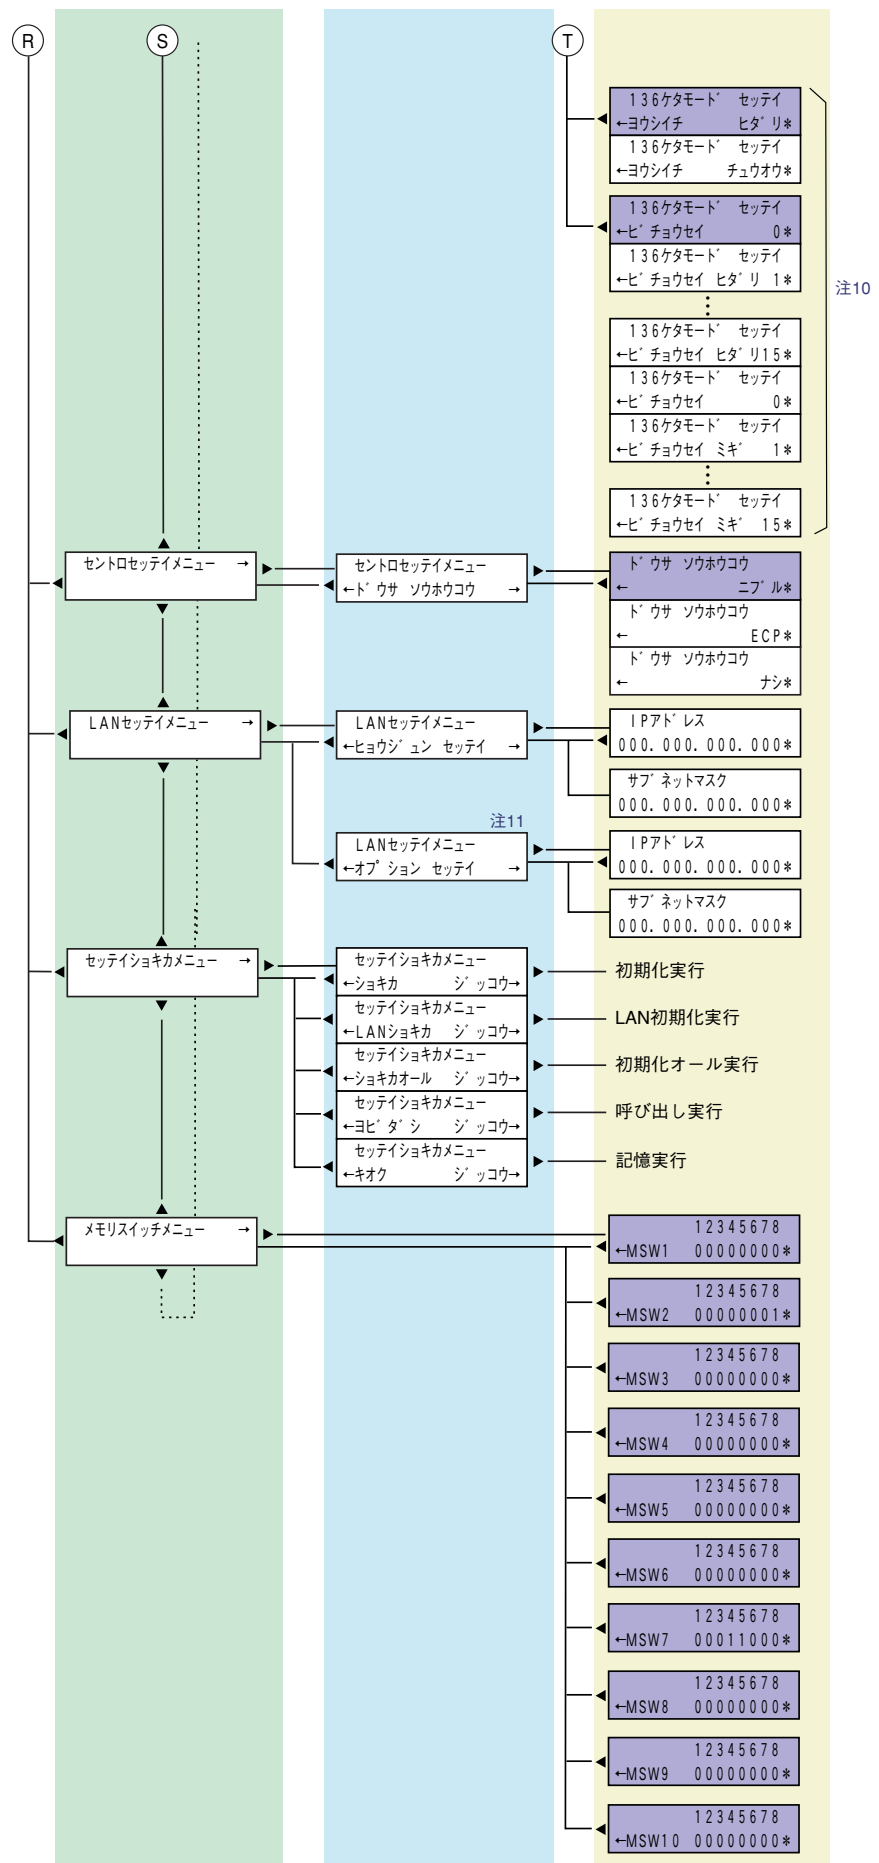 R
S
T
136ケタモード セッテイ
←ヨウシイチ ヒダリ*
136ケタモード セッテイ
←ヨウシイチ チュウオウ*
136ケタモード セッテイ
←ビチョウセイ 0*
136ケタモード セッテイ
←ビチョウセイ ヒダリ 1*
注10
136ケタモード セッテイ
←ビチョウセイ ヒダリ15*
136ケタモード セッテイ
←ビチョウセイ 0*
136ケタモード セッテイ
←ビチョウセイ ミギ 1*
136ケタモード セッテイ
←ビチョウセイ ミギ 15*
セントロセッテイメニュー →
セントロセッテイメニュー
←ドウサ ソウホウコウ →
ドウサ ソウホウコウ
← ニブル*
ドウサ ソウホウコウ
← ECP*
ドウサ ソウホウコウ
← ナシ*
LANセッテイメニュー →
LANセッテイメニュー
←ヒョウジュン セッテイ →
IPアドレス
000.000.000.000*
サブネットマスク
000.000.000.000*
注11
LANセッテイメニュー
←オプション セッテイ →
IPアドレス
000.000.000.000*
サブネットマスク
000.000.000.000*
セッテイショキカメニュー →
セッテイショキカメニュー
←ショキカ ジッコウ→
初期化実行
セッテイショキカメニュー
←LANショキカ ジッコウ→
LAN初期化実行
セッテイショキカメニュー
←ショキカオール ジッコウ→
初期化オール実行
セッテイショキカメニュー
←ヨビダシ ジッコウ→
呼び出し実行
セッテイショキカメニュー
←キオク ジッコウ→
記憶実行
メモリスイッチメニュー →
12345678
←MSW1 00000000*
12345678
←MSW2 00000001*
12345678
←MSW3 00000000*
12345678
←MSW4 00000000*
12345678
←MSW5 00000000*
12345678
←MSW6 00000000*
12345678
←MSW7 00011000*
12345678
←MSW8 00000000*
12345678
←MSW9 00000000*
12345678
←MSW10 00000000*